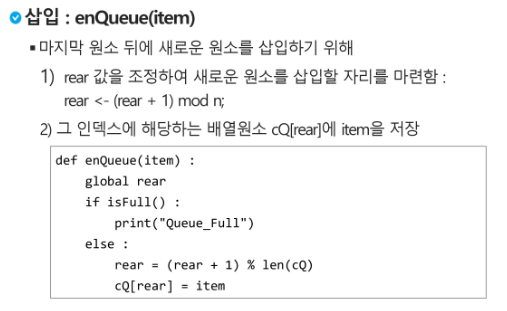 삽입 : enQueue(item)
▪ 마지막 원소 뒤에 새로운 원소를 삽입하기 위해
1) rear 값을 조정하여 새로운 원소를 삽입할 자리를 마련함 :
rear <- (rear + 1) mod n;
2) 그 인덱스에 해당하는 배열원소 cQ[rear]에 item을 저장
def enQueue(item) :
    global rear
    if isFull() :
        print("Queue_Full")
    else :
        rear = (rear + 1) % len(cQ)
        cQ[rear] = item